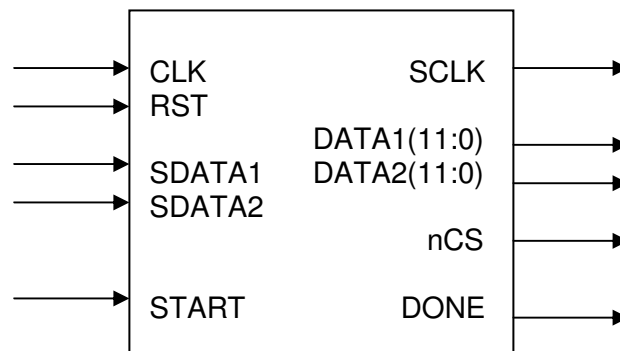 CLK
RST
SDATA1
SDATA2
START
SCLK
DATA1(11:0)
DATA2(11:0)
nCS
DONE